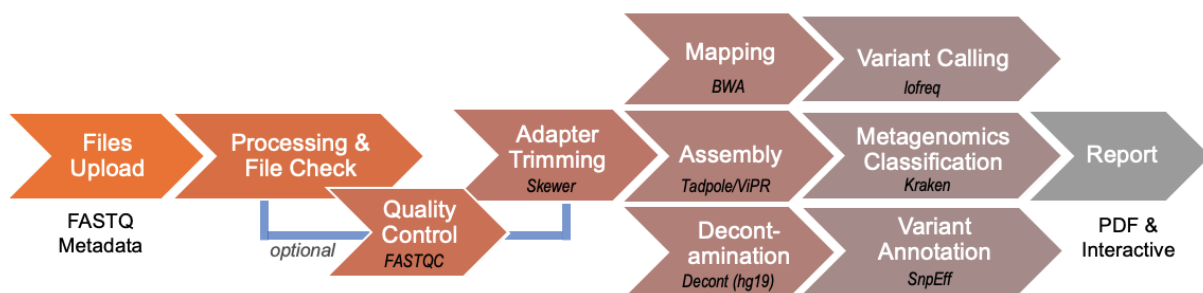 Files
Upload
FASTQ
Metadata
Processing &
File Check
optional
Quality
Control
FASTQC
Adapter
Trimming
Skewer
Mapping
BWA
Variant Calling
lofreq
Assembly
Tadpole/ViPR
Metagenomics
Classification
Kraken
Decont-
amination
Decont (hg19)
Variant
Annotation
SnpEff
Report
PDF &
Interactive